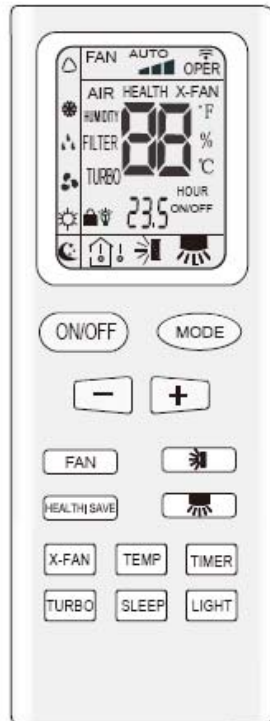 FAN AUTO OPER
AIR HEALTH X-FAN
HUMIDITY 88 °F
FILTER %
TURBO °C
HOUR
23.5 ON/OFF
ON/OFF MODE
− +
FAN
HEALTH|SAVE
X-FAN TEMP TIMER
TURBO SLEEP LIGHT